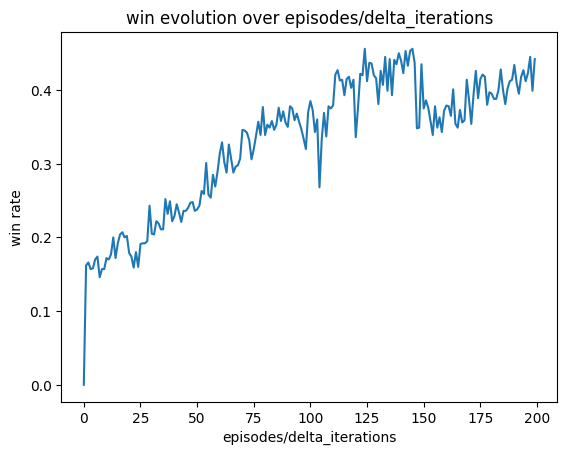 win evolution over episodes/delta_iterations
win rate
0.4
0.3
0.2
0.1
0.0
0 25 50 75 100 125 150 175 200
episodes/delta_iterations